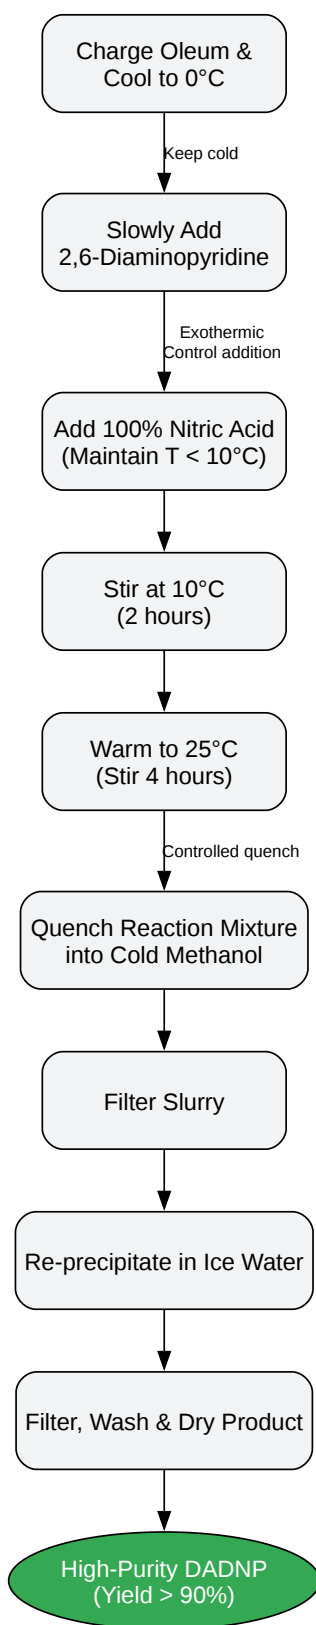 Charge Oleum &
Cool to 0°C
Keep cold
Slowly Add
2,6-Diaminopyridine
Exothermic
Control addition
Add 100% Nitric Acid
(Maintain T < 10°C)
Stir at 10°C
(2 hours)
Warm to 25°C
(Stir 4 hours)
Controlled quench
Quench Reaction Mixture
into Cold Methanol
Filter Slurry
Re-precipitate in Ice Water
Filter, Wash & Dry Product
High-Purity DADNP
(Yield > 90%)